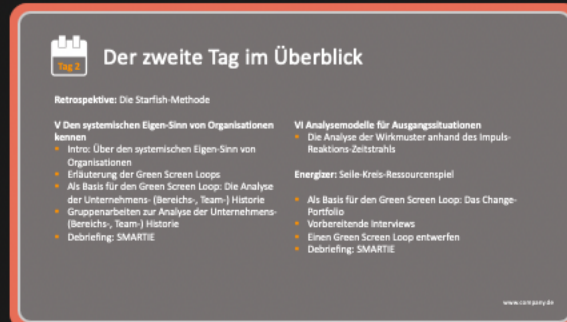 Tag 2
Der zweite Tag im Überblick
Retrospektive: Die Starfish-Methode
V Den systemischen Eigen-Sinn von Organisationen
kennen
Intro: Über den systemischen Eigen-Sinn von
Organisationen
Erläuterung der Green Screen Loops
Als Basis für den Green Screen Loop: Die Analyse
der Unternehmens- (Bereichs-, Team-) Historie
Gruppenarbeiten zur Analyse der Unternehmens-
(Bereichs-, Team-) Historie
Debriefing: SMARTIE
VI Analysemodelle für Ausgangssituationen
Die Analyse der Wirkmuster anhand des Impuls-
Reaktions-Zeitstrahls
Energizer: Seile-Kreis-Ressourcenspiel
Als Basis für den Green Screen Loop: Das Change-
Portfolio
Vorbereitende Interviews
Einen Green Screen Loop entwerfen
Debriefing: SMARTIE
www.company.de